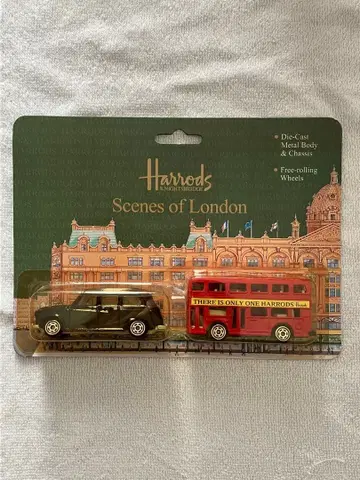 Harrods
KNIGHTSBRIDGE
Scenes of London
* Die-Cast
Metal Body
& Chassis
* Free-rolling
Wheels
THERE IS ONLY ONE HARRODS